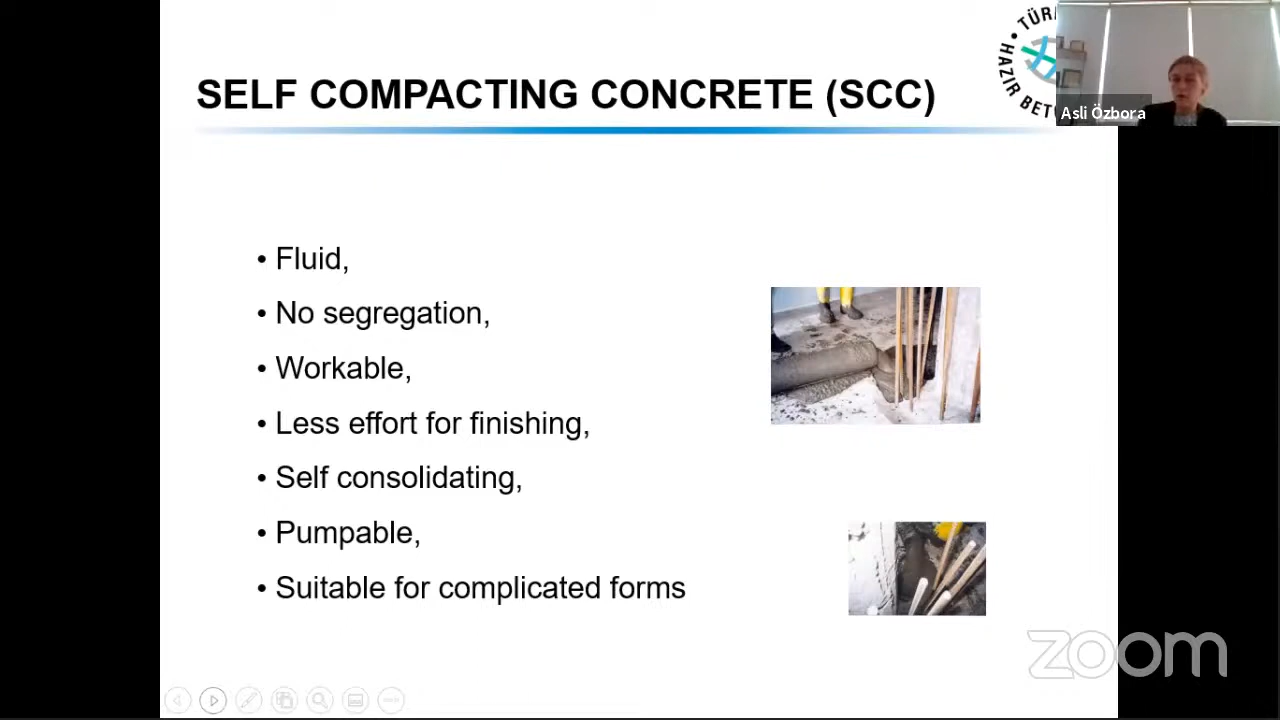 SELF COMPACTING CONCRETE (SCC)
HAZIR
Asli Özbora
• Fluid,
• No segregation,
• Workable,
• Less effort for finishing,
• Self consolidating,
• Pumpable,
• Suitable for complicated forms
zoom